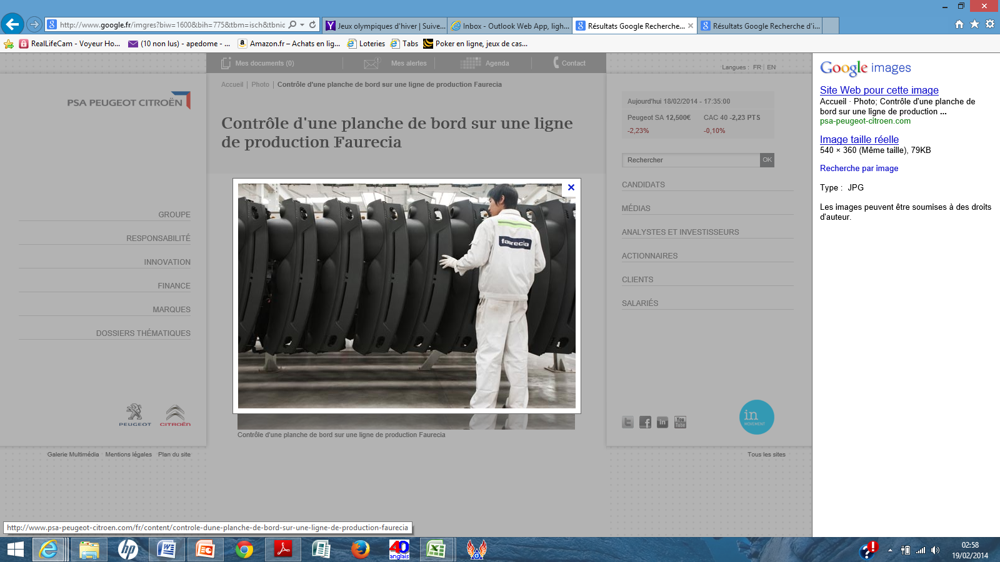 http://www.google.fr/imgres?biw=1600&bih=775&tbm=isch&tbnic
Jeux olympiques d'hiver | Suive...
Inbox - Outlook Web App, ligh...
Résultats Google Recherche...
Résultats Google Recherche d'i...
RealLifeCam - Voyeur Ho...
(10 non lus) - apedome - ...
Amazon.fr – Achats en lig...
Loteries
Tabs
Poker en ligne, jeux de cas...
Mes documents (0)
Mes alertes
Agenda
Contact
Langues : FR | EN
Accueil | Photo | Contrôle d'une planche de bord sur une ligne de production Faurecia
PSA PEUGEOT CITROËN
Contrôle d'une planche de bord sur une ligne
de production Faurecia
GROUPE
RESPONSABILITÉ
INNOVATION
FINANCE
MARQUES
DOSSIERS THÉMATIQUES
PEUGEOT
CITROËN
Galerie Multimédia
Mentions légales
Plan du site
faurecia
Contrôle d'une planche de bord sur une ligne de production Faurecia
Aujourd'hui 18/02/2014 - 17:35:00
Peugeot SA 12,500€
CAC 40 -2,23 PTS
-2,23%
-0,10%
Rechercher
OK
CANDIDATS
MÉDIAS
ANALYSTES ET INVESTISSEURS
ACTIONNAIRES
CLIENTS
SALARIÉS
in
You
Tube
in
MOVEMENT
Tous les sites
Google images
Site Web pour cette image
Accueil · Photo; Contrôle d'une planche de
bord sur une ligne de production ...
psa-peugeot-citroen.com
Image taille réelle
540 × 360 (Même taille), 79KB
Recherche par image
Type : JPG
Les images peuvent être soumises à des droits
d'auteur.
http://www.psa-peugeot-citroen.com/fr/content/controle-dune-planche-de-bord-sur-une-ligne-de-production-faurecia
hp
40
anglais
02:58
19/02/2014